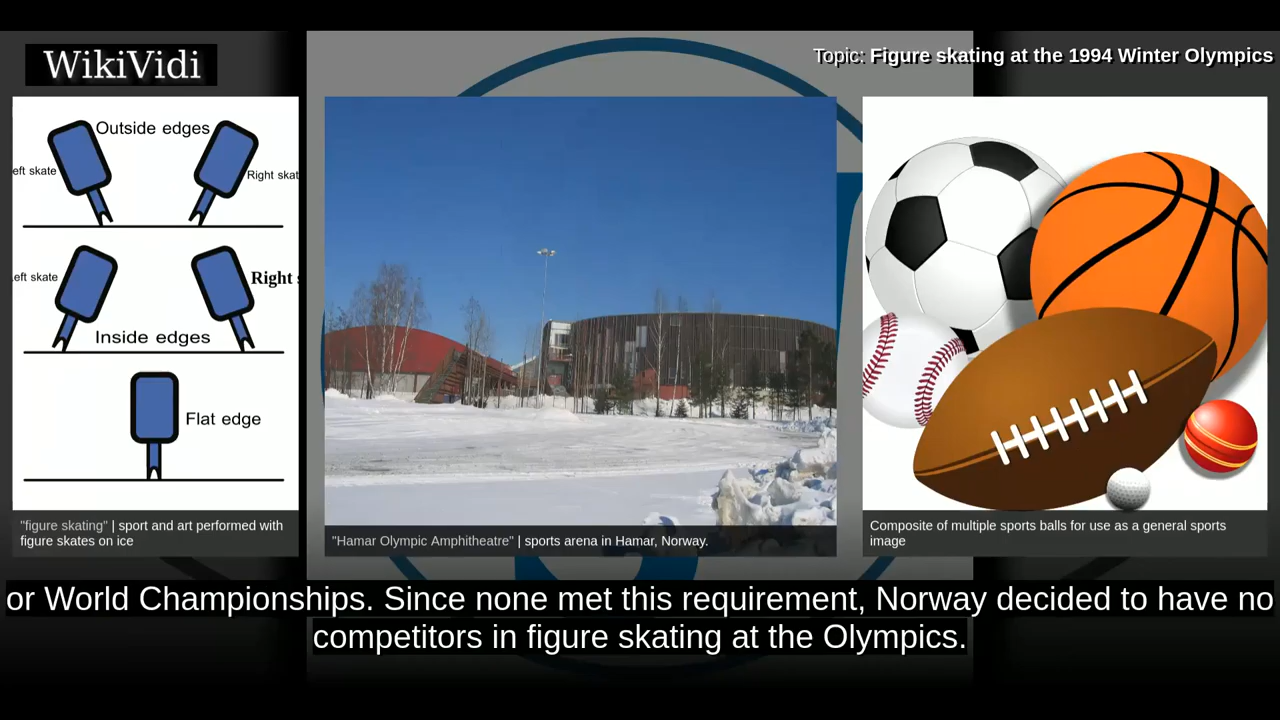 WikiVidi
Topic: Figure skating at the 1994 Winter Olympics
Outside edges
eft skate
Right skat
eft skate
Right s
Inside edges
Flat edge
"figure skating" | sport and art performed with
figure skates on ice
"Hamar Olympic Amphitheatre" | sports arena in Hamar, Norway.
Composite of multiple sports balls for use as a general sports
image
or World Championships. Since none met this requirement, Norway decided to have no
competitors in figure skating at the Olympics.